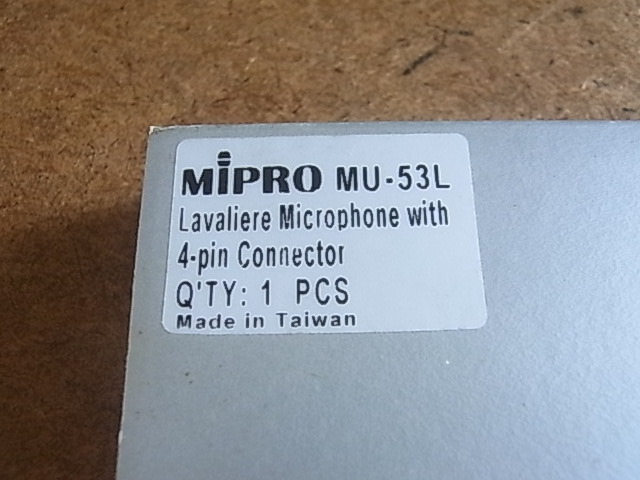 MIPRO MU-53L
Lavaliere Microphone with
4-pin Connector
Q'TY: 1 PCS
Made in Taiwan